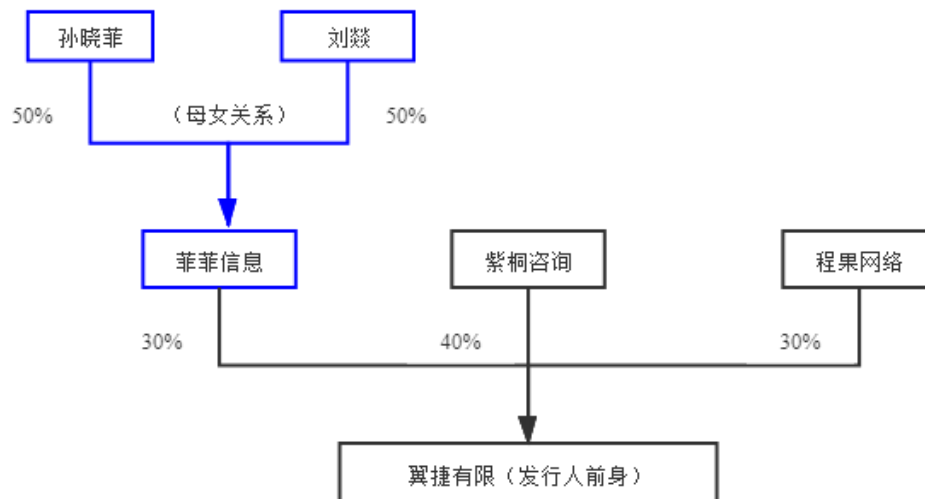 孙晓菲
刘燚
50%
（母女关系）
50%
菲菲信息
紫桐咨询
程果网络
30%
40%
30%
翼捷有限（发行人前身）